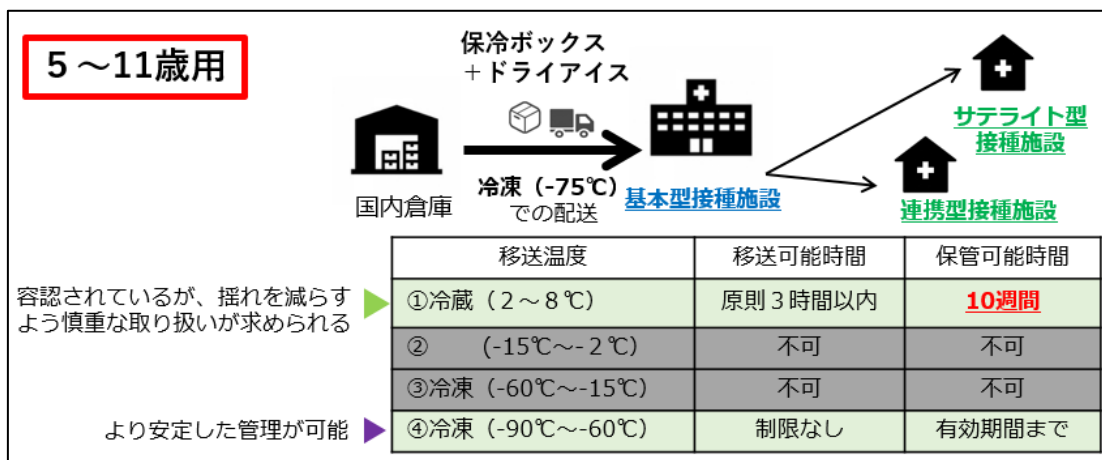 5～11歳用
保冷ボックス
＋ドライアイス
国内倉庫
冷凍（-75℃）
での配送
基本型接種施設
サテライト型
接種施設
連携型接種施設
移送温度 移送可能時間 保管可能時間
容認されているが、揺れを減らす
よう慎重な取り扱いが求められる
①冷蔵（2～8℃） 原則３時間以内 10週間
② (-15℃～-２℃) 不可 不可
③冷凍（-60℃～-15℃） 不可 不可
より安定した管理が可能
④冷凍（-90℃～-60℃） 制限なし 有効期間まで